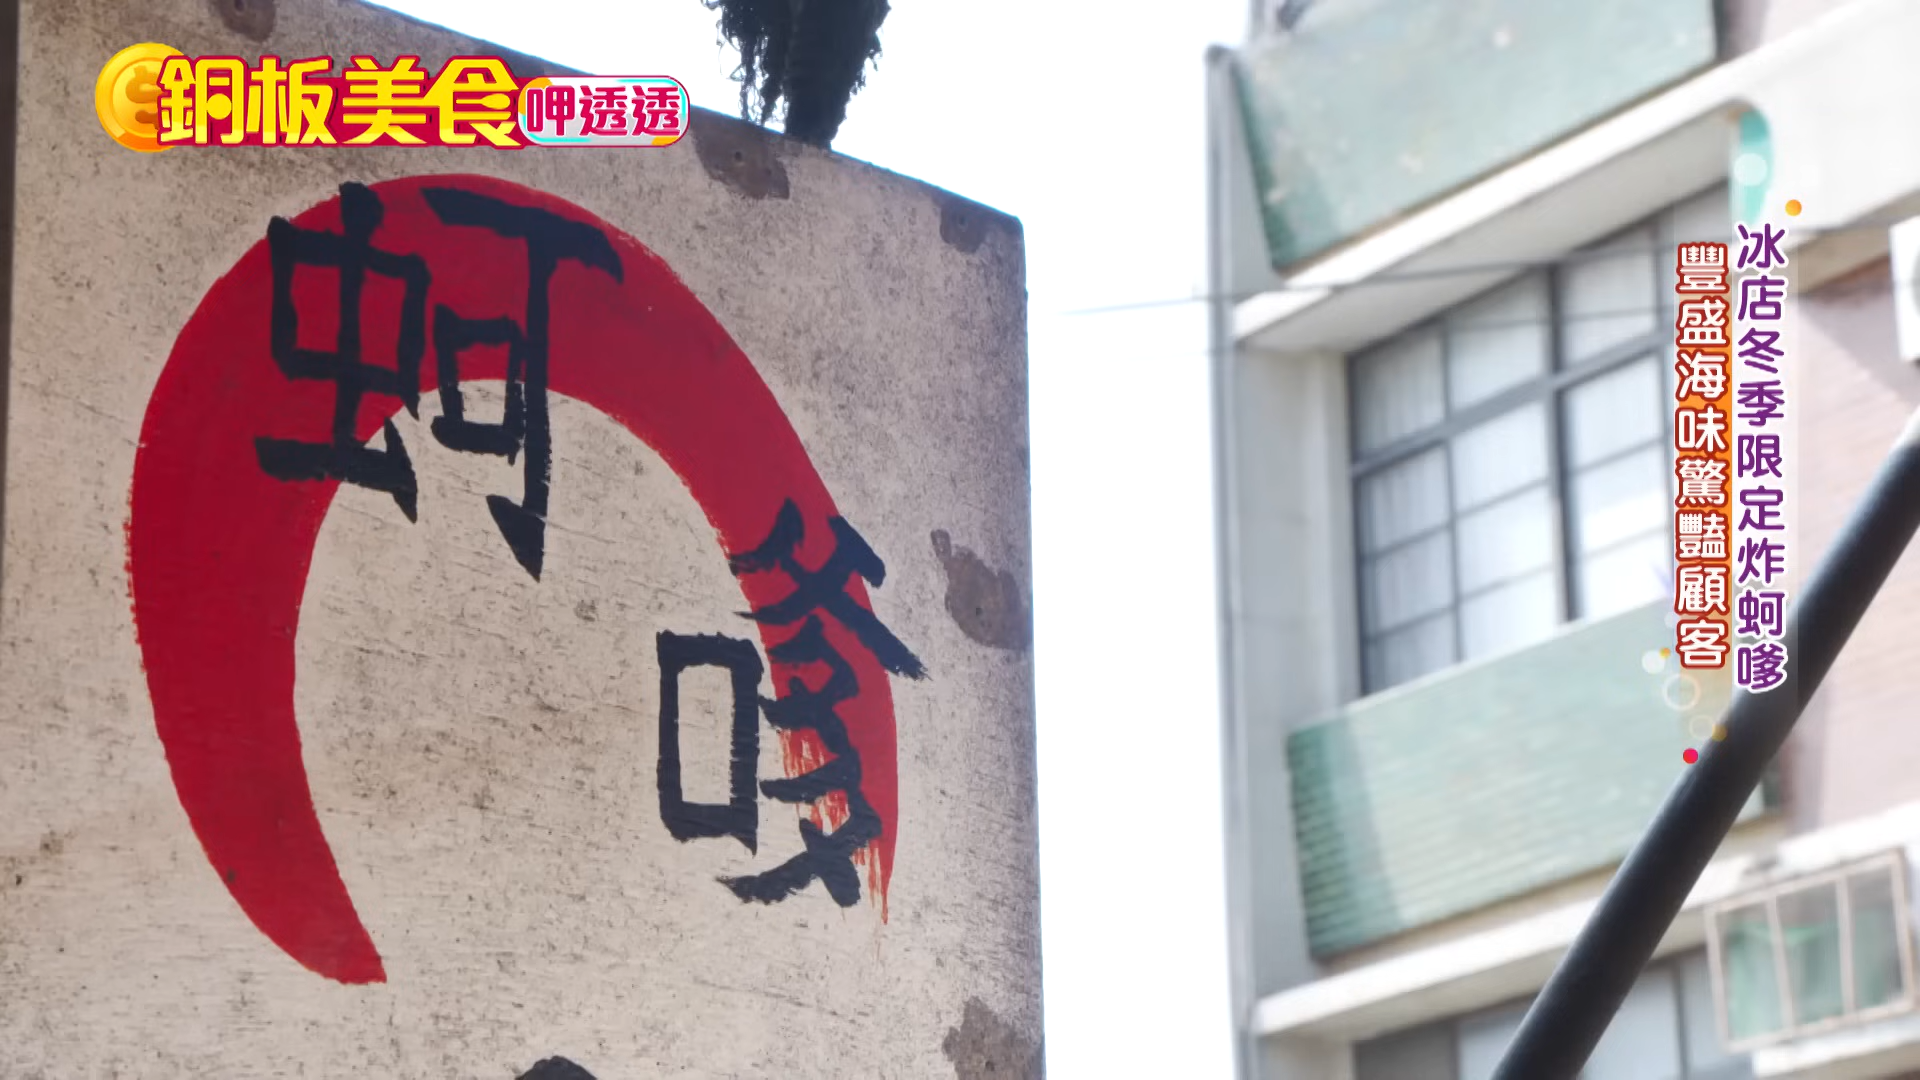 銅板美食
呷透透
蚵
嗲
冰店冬季限定炸蚵嗲
豐盛海味驚豔顧客